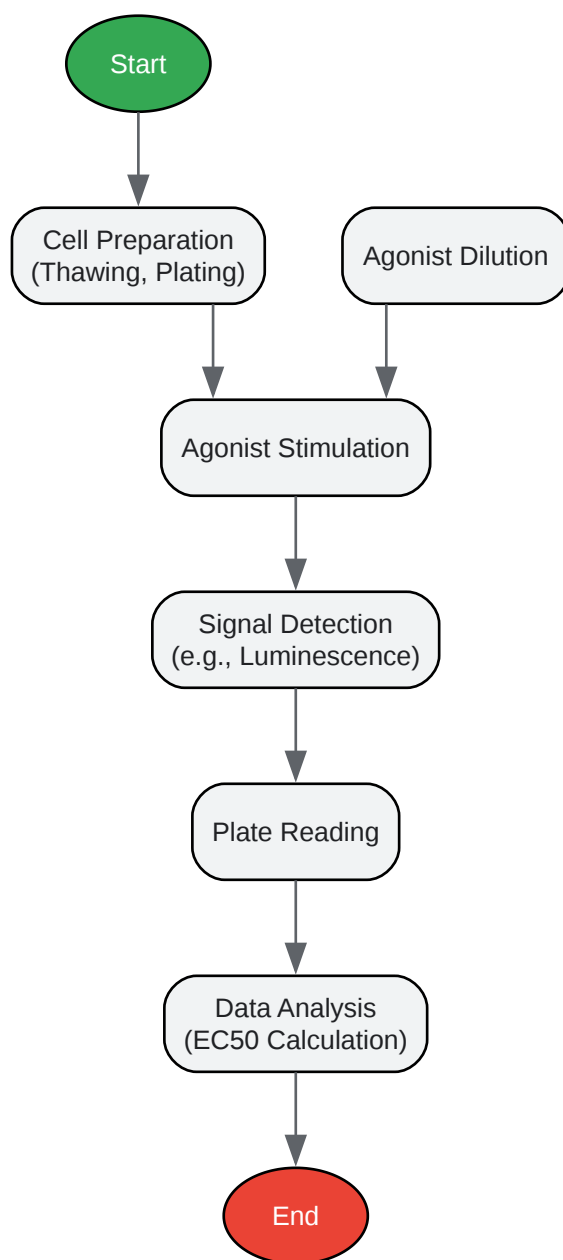 Start
Cell Preparation
(Thawing, Plating)
Agonist Dilution
Agonist Stimulation
Signal Detection
(e.g., Luminescence)
Plate Reading
Data Analysis
(EC50 Calculation)
End